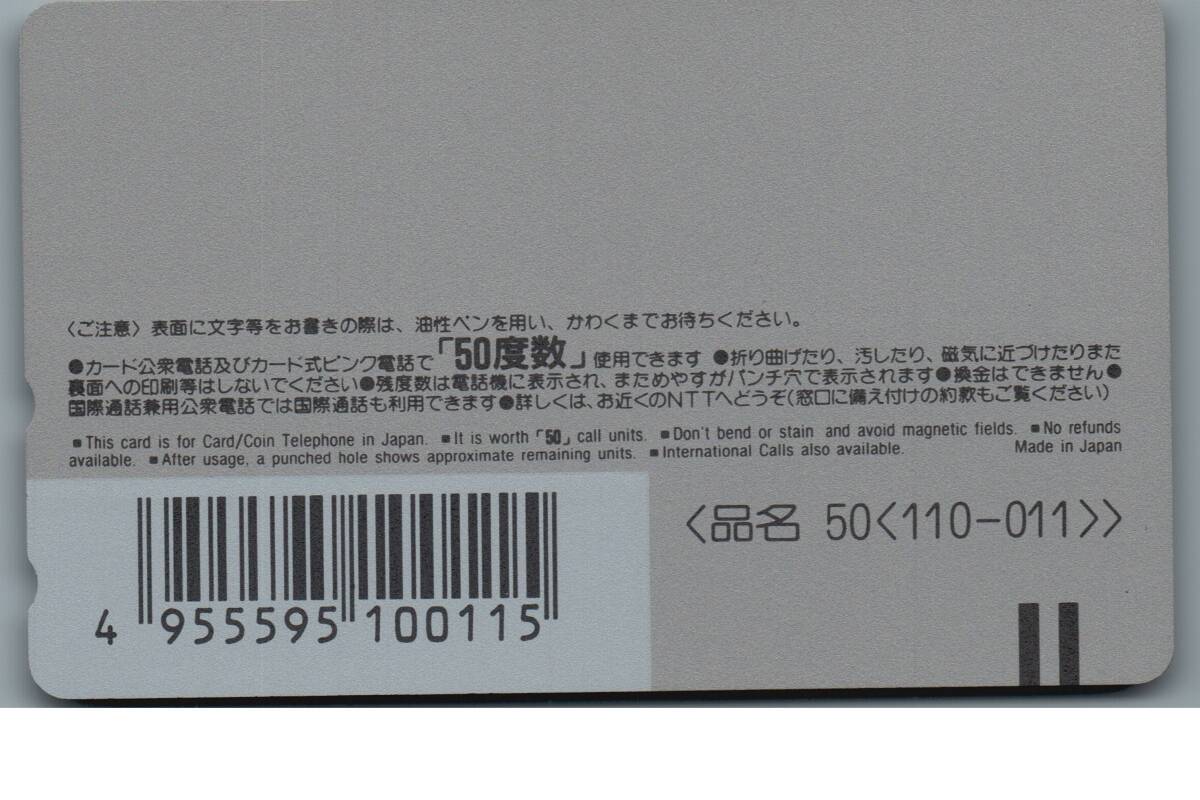 〈ご注意〉表面に文字等をお書きの際は、油性ペンを用い、かわくまでお待ちください。
●カード公衆電話及びカード式ピンク電話で「50度数」使用できます ●折り曲げたり、汚したり、磁気に近づけたりまた
裏面への印刷等はしないでください●残度数は電話機に表示され、まためやすがパンチ穴で表示されます●換金はできません●
国際通話兼用公衆電話では国際通話も利用できます●詳しくは、お近くのNTTへどうぞ(窓口に備え付けの約款もご覧ください)
■This card is for Card/Coin Telephone in Japan. ■It is worth「50」call units. ■Don't bend or stain and avoid magnetic fields. ■No refunds
available. ■After usage, a punched hole shows approximate remaining units. ■International Calls also available. Made in Japan
〈品名 50〈110-011〉〉
4 955595 100115